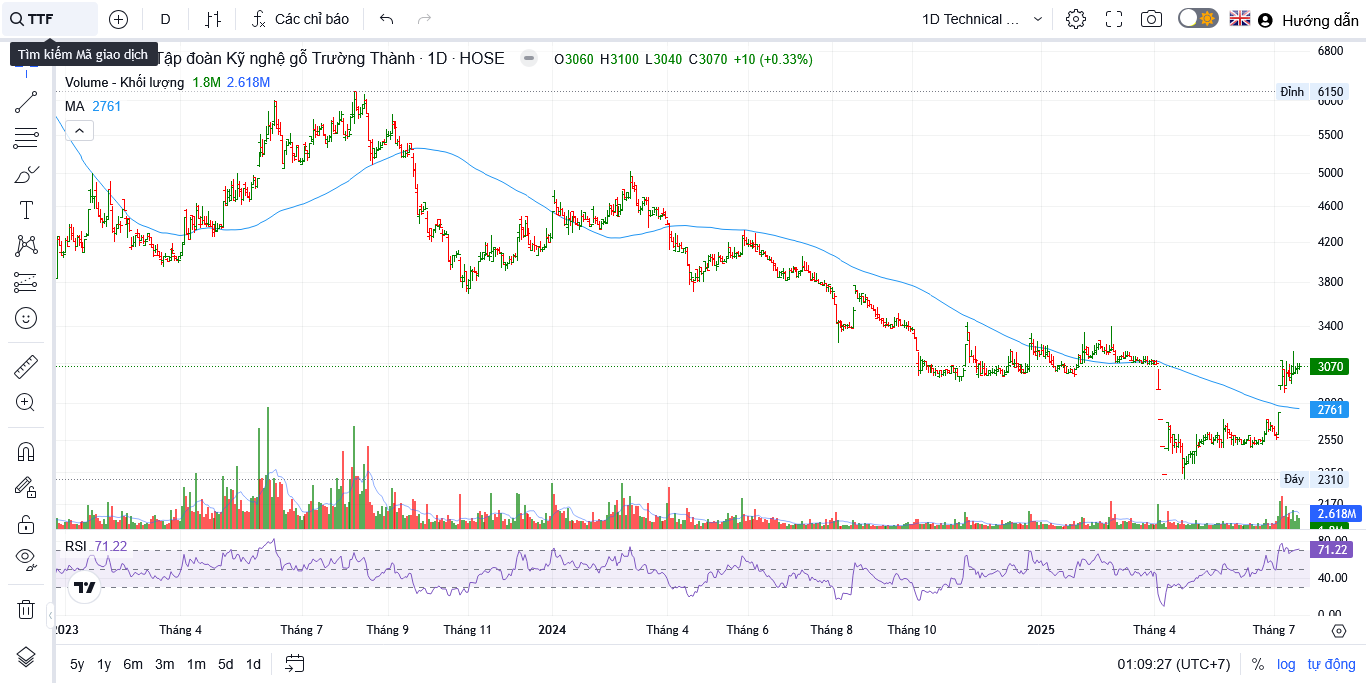 TTF
D
Các chỉ báo
1D Technical ...
Hướng dẫn
Tìm kiếm Mã giao dịch
Tập đoàn Kỹ nghệ gỗ Trường Thành · 1D · HOSE
O3060 H3100 L3040 C3070 +10 (+0.33%)
Volume - Khối lượng 1.8M 2.618M
MA 2761
6800
Đỉnh 6150
6000
5500
5000
4600
4200
3800
3400
3070
2800
2761
2550
Đáy 2310
2170
2.618M
RSI 71.22
80.00
71.22
40.00
0.00
2023 Tháng 4 Tháng 7 Tháng 9 Tháng 11 2024 Tháng 4 Tháng 6 Tháng 8 Tháng 10 2025 Tháng 4 Tháng 7
5y 1y 6m 3m 1m 5d 1d
01:09:27 (UTC+7) % log tự động